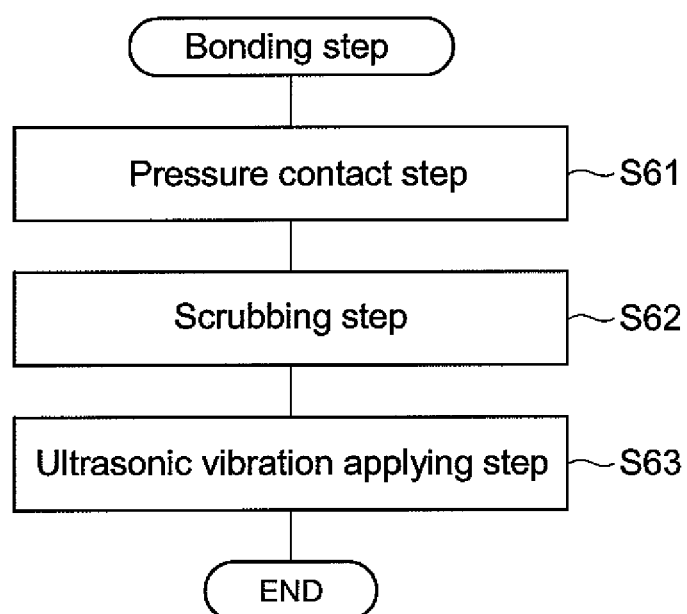 Bonding step
Pressure contact step
S61
Scrubbing step
S62
Ultrasonic vibration applying step
S63
END